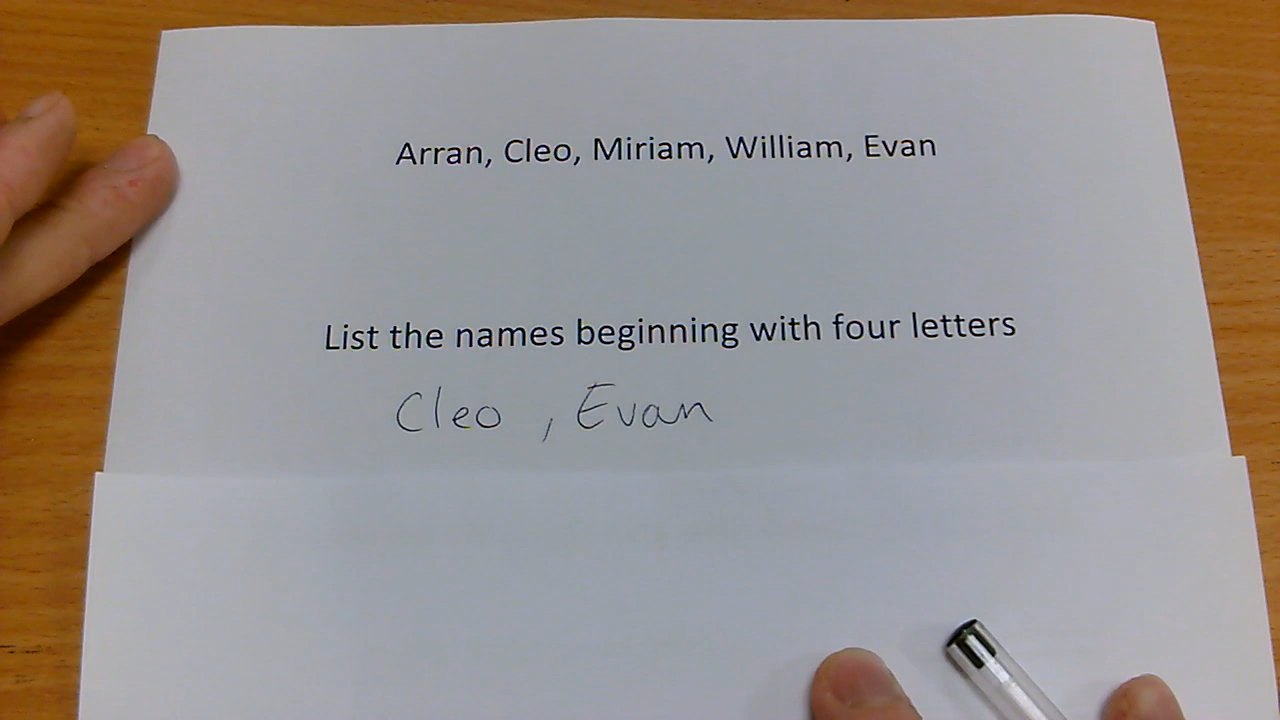 Arran, Cleo, Miriam, William, Evan
List the names beginning with four letters
Cleo , Evan